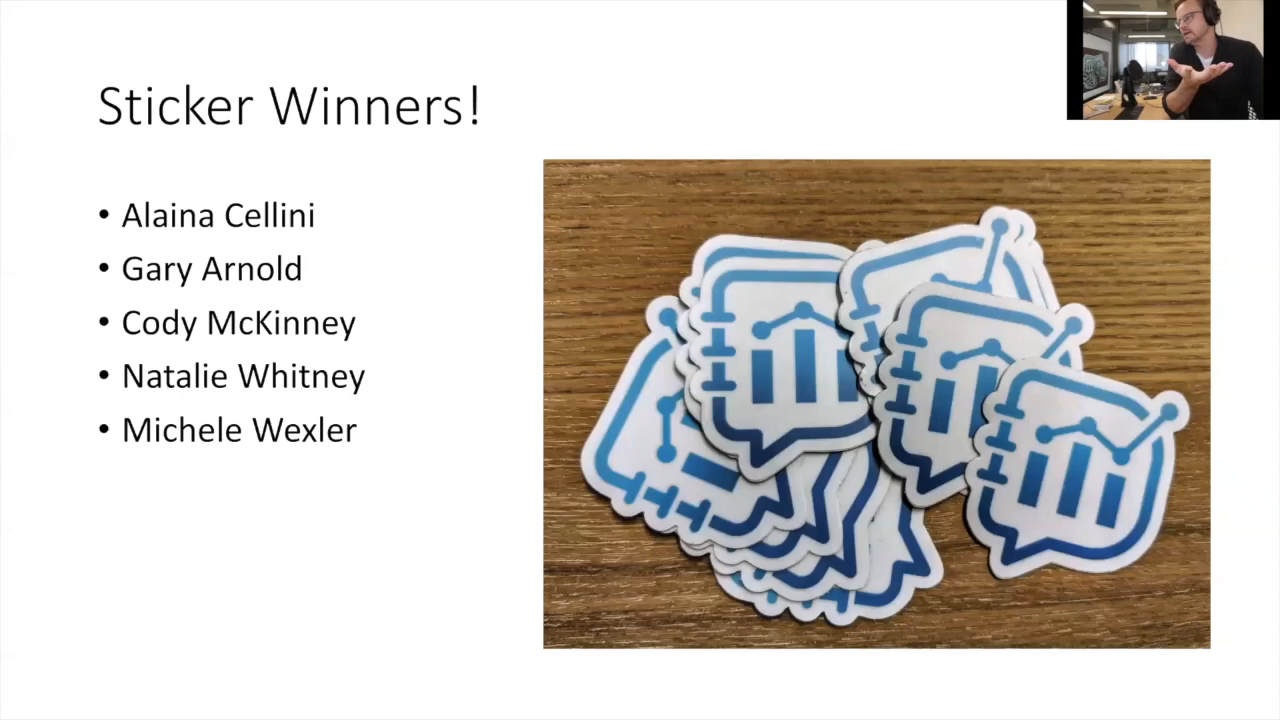 Sticker Winners!
• Alaina Cellini
• Gary Arnold
• Cody McKinney
• Natalie Whitney
• Michele Wexler